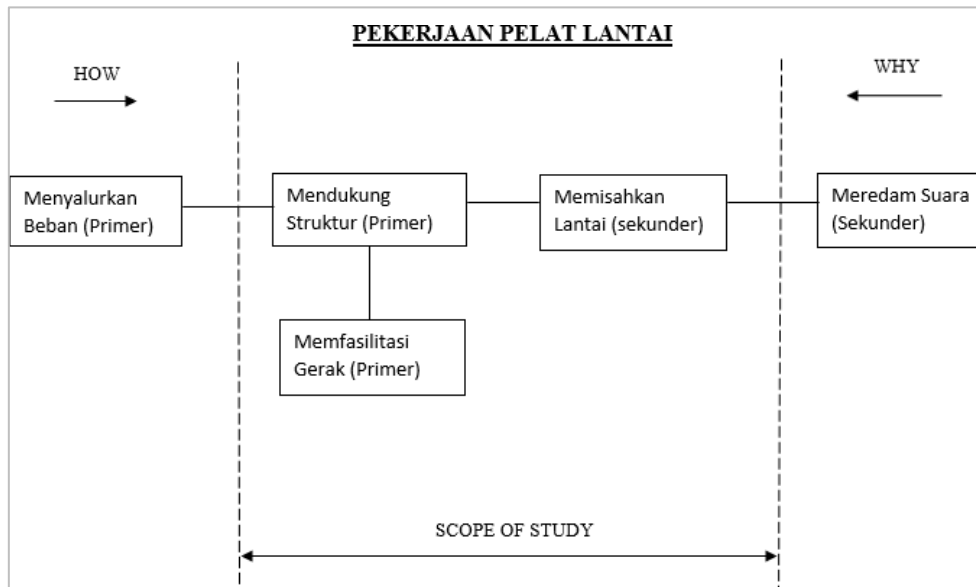 PEKERJAAN PELAT LANTAI
HOW
WHY
Menyalurkan
Beban (Primer)
Mendukung
Struktur (Primer)
Memisahkan
Lantai (sekunder)
Meredam Suara
(Sekunder)
Memfasilitasi
Gerak (Primer)
SCOPE OF STUDY